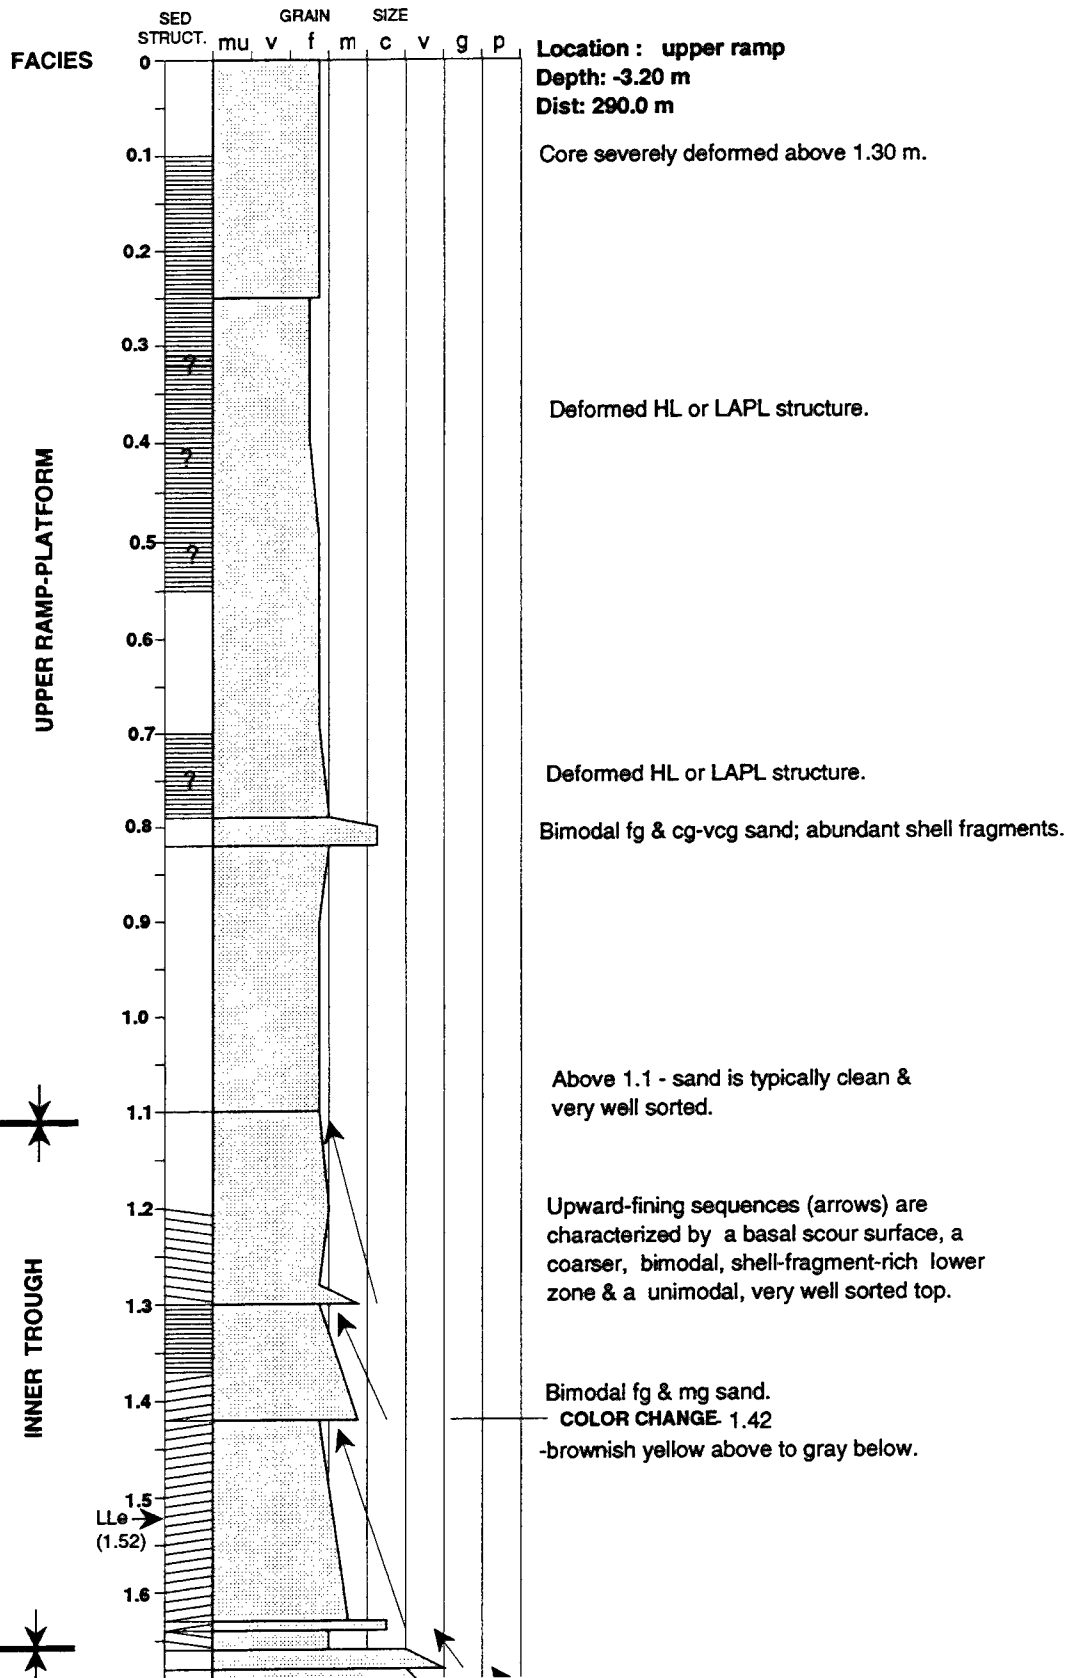 SED GRAIN SIZE
STRUCT. mu v f m c v g p
FACIES
Location : upper ramp
Depth: -3.20 m
Dist: 290.0 m
0
Core severely deformed above 1.30 m.
0.1
0.2
0.3
?
Deformed HL or LAPL structure.
0.4
?
0.5
?
UPPER RAMP-PLATFORM
0.6
0.7
Deformed HL or LAPL structure.
?
0.8
Bimodal fg & cg-vcg sand; abundant shell fragments.
0.9
1.0
Above 1.1 - sand is typically clean &
very well sorted.
1.1
1.2
Upward-fining sequences (arrows) are
characterized by a basal scour surface, a
coarser, bimodal, shell-fragment-rich lower
zone & a unimodal, very well sorted top.
1.3
INNER TROUGH
1.4
Bimodal fg & mg sand.
COLOR CHANGE- 1.42
-brownish yellow above to gray below.
1.5
LLe
(1.52)
1.6